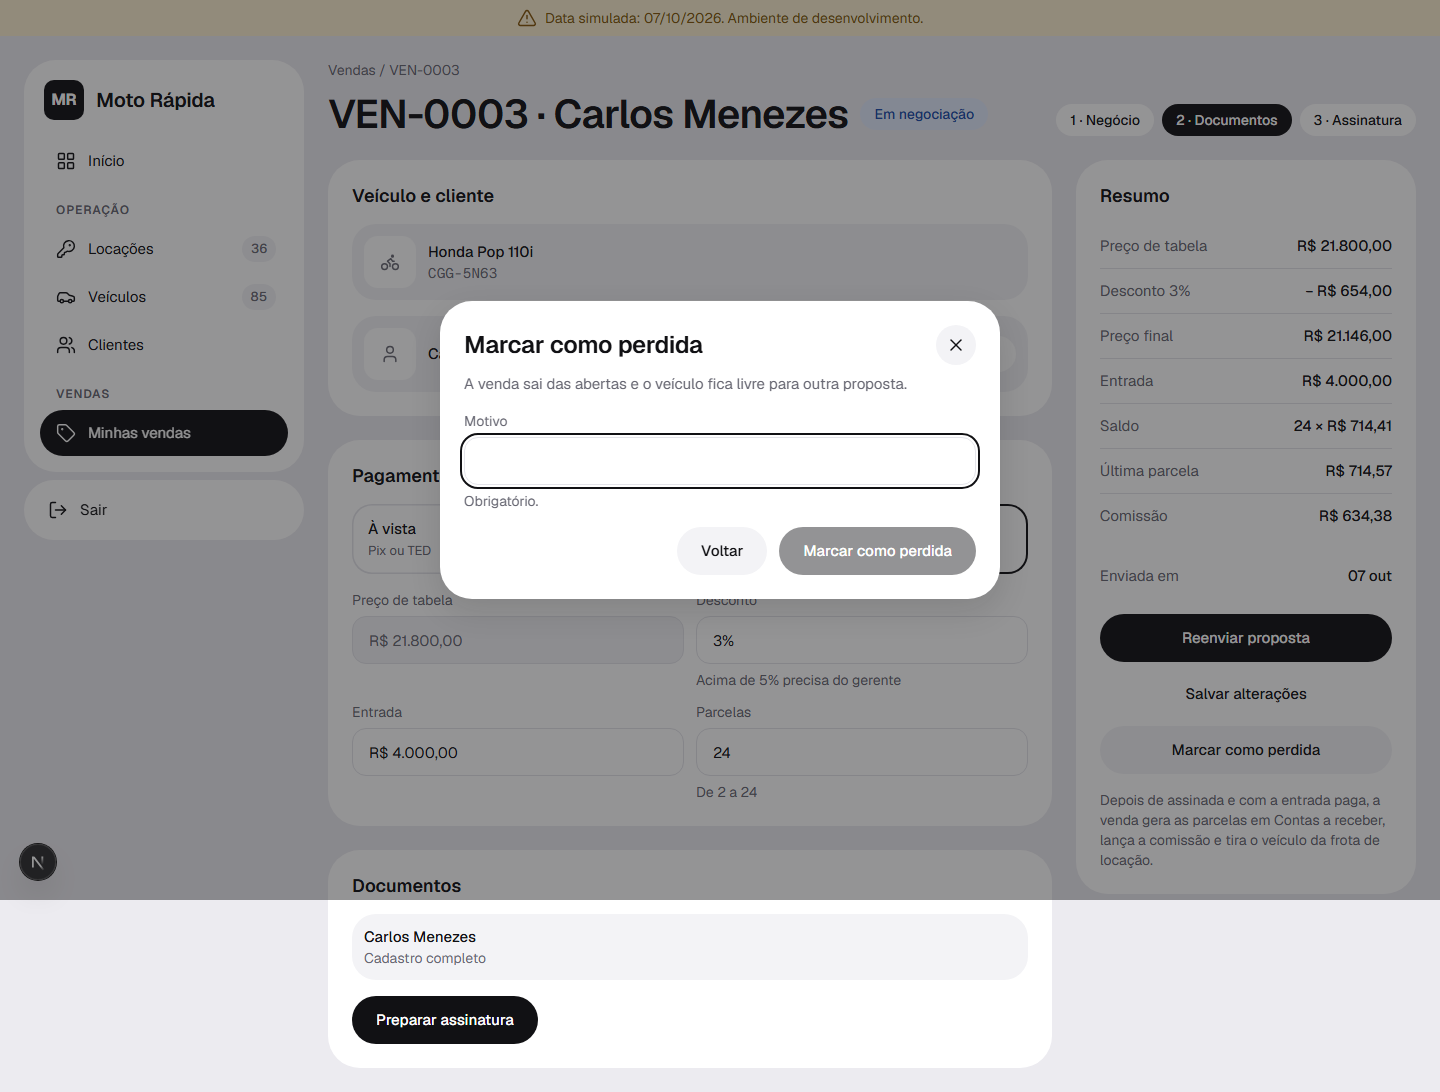 Data simulada: 07/10/2026. Ambiente de desenvolvimento.
MR
Moto Rápida
Início
OPERAÇÃO
Locações
36
Veículos
85
Clientes
VENDAS
Minhas vendas
Sair
Vendas / VEN-0003
VEN-0003 · Carlos Menezes
Em negociação
1 · Negócio
2 · Documentos
3 · Assinatura
Veículo e cliente
Honda Pop 110i
CGG-5N63
Marcar como perdida
A venda sai das abertas e o veículo fica livre para outra proposta.
Motivo
Obrigatório.
Voltar
Marcar como perdida
À vista
Pix ou TED
Preço de tabela
R$ 21.800,00
Desconto
3%
Acima de 5% precisa do gerente
Entrada
R$ 4.000,00
Parcelas
24
De 2 a 24
Documentos
Carlos Menezes
Cadastro completo
Preparar assinatura
Resumo
Preço de tabela
R$ 21.800,00
Desconto 3%
− R$ 654,00
Preço final
R$ 21.146,00
Entrada
R$ 4.000,00
Saldo
24 × R$ 714,41
Última parcela
R$ 714,57
Comissão
R$ 634,38
Enviada em
07 out
Reenviar proposta
Salvar alterações
Marcar como perdida
Depois de assinada e com a entrada paga, a
venda gera as parcelas em Contas a receber,
lança a comissão e tira o veículo da frota de
locação.
N